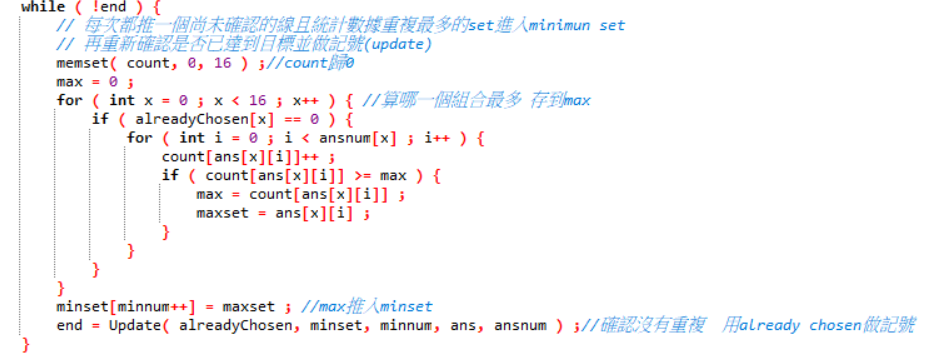 while ( !end ) {
// 每次都推一個尚未確認的線且統計數據重複最多的set進入minimun set
// 再重新確認是否已達到目標並做記號(update)
memset( count, 0, 16 ) ;//count歸0
max = 0 ;
for ( int x = 0 ; x < 16 ; x++ ) { //算哪一個組合最多 存到max
if ( alreadyChosen[x] == 0 ) {
for ( int i = 0 ; i < ansnum[x] ; i++ ) {
count[ans[x][i]]++ ;
if ( count[ans[x][i]] >= max ) {
max = count[ans[x][i]] ;
maxset = ans[x][i] ;
}
}
}
}
minset[minnum++] = maxset ; //max推入minset
end = Update( alreadyChosen, minset, minnum, ans, ansnum ) ;//確認沒有重複 用already chosen做記號
}